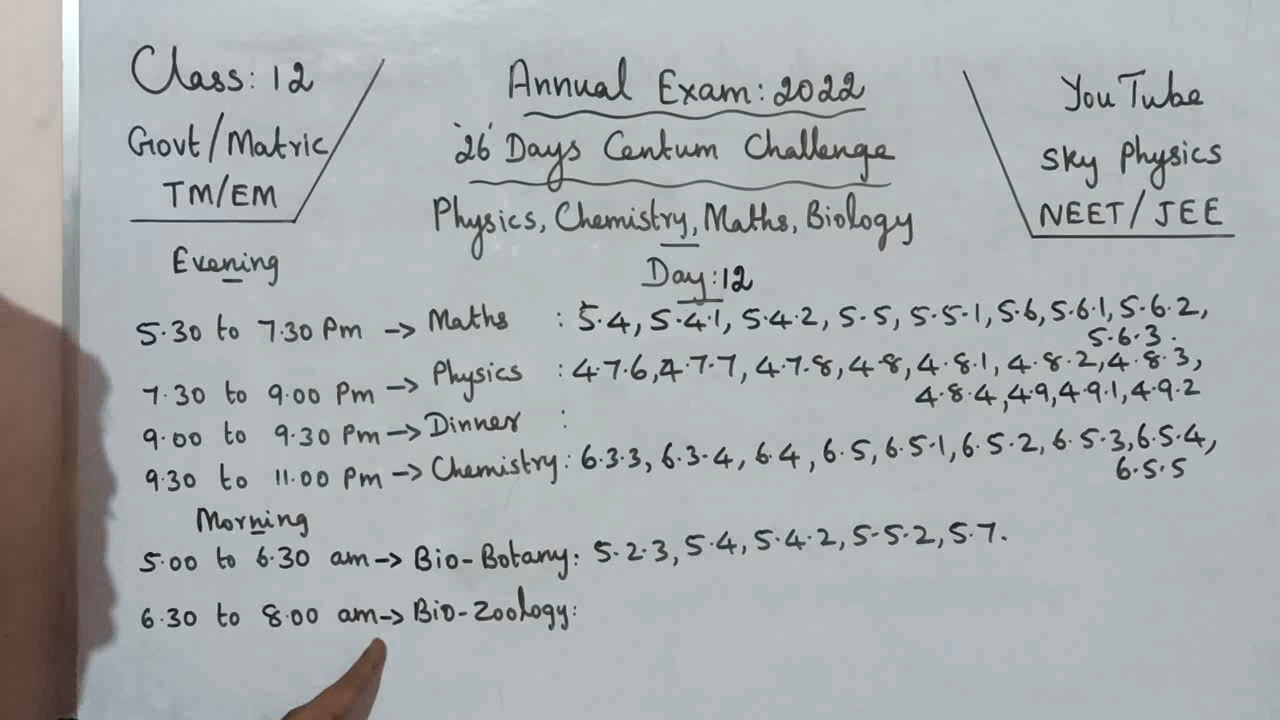 Class: 12
Govt/Matric
TM/EM
Annual Exam: 2022
'26' Days Centum Challenge
Physics, Chemistry, Maths, Biology
Day: 12
YouTube
Sky Physics
NEET/JEE
Evening
5.30 to 7.30 Pm -> Maths : 5.4, 5.4.1, 5.4.2, 5.5, 5.5.1, 5.6, 5.6.1, 5.6.2,
5.6.3.
7.30 to 9.00 Pm -> Physics : 4.7.6, 4.7.7, 4.7.8, 4.8, 4.8.1, 4.8.2, 4.8.3,
4.8.4, 4.9, 4.9.1, 4.9.2
9.00 to 9.30 Pm -> Dinner :
9.30 to 11.00 Pm -> Chemistry: 6.3.3, 6.3.4, 6.4, 6.5, 6.5.1, 6.5.2, 6.5.3, 6.5.4,
6.5.5
Morning
5.00 to 6.30 am -> Bio-Botany: 5.2.3, 5.4, 5.4.2, 5.5.2, 5.7.
6.30 to 8.00 am -> Bio-Zoology: